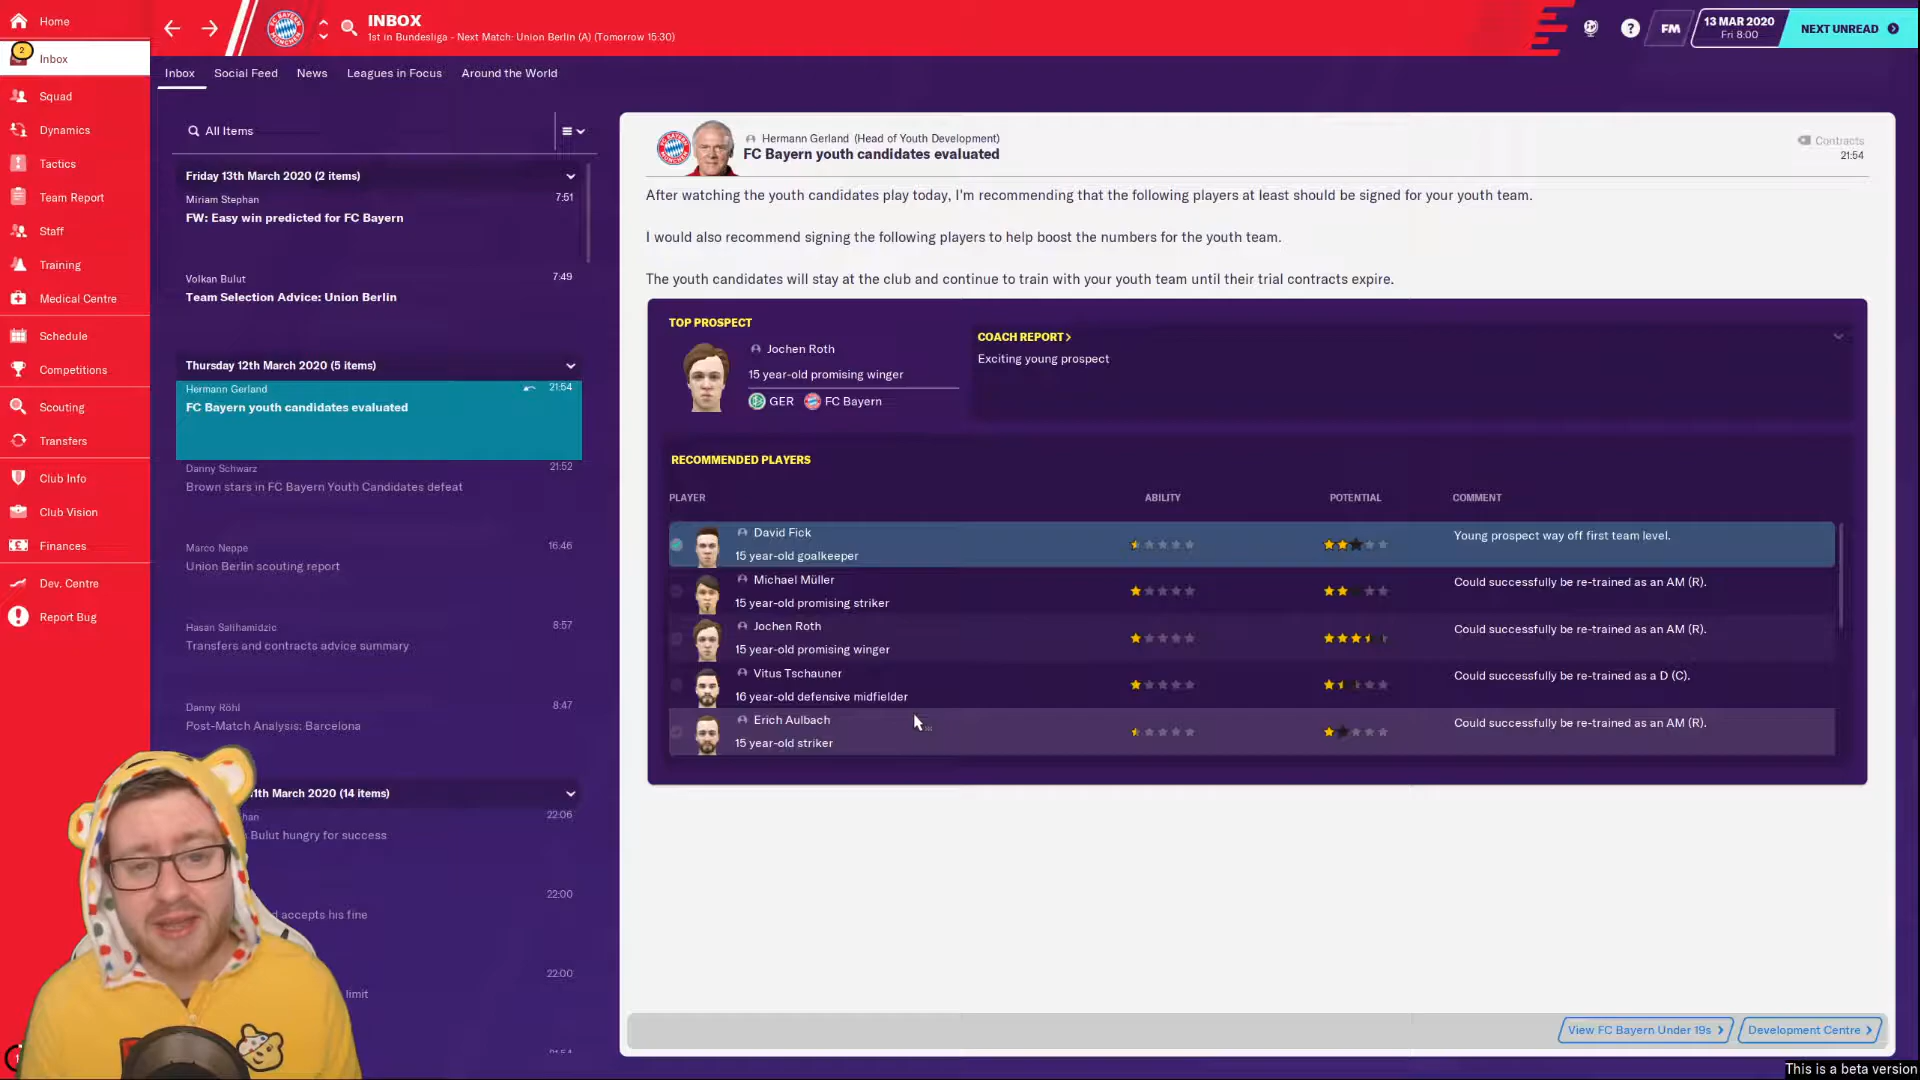 Home
2
Inbox
Squad
Dynamics
Tactics
Team Report
Staff
Training
Medical Centre
Schedule
Competitions
Scouting
Transfers
Club Info
Club Vision
Finances
Dev. Centre
Report Bug
INBOX
1st in Bundesliga - Next Match: Union Berlin (A) (Tomorrow 15:30)
FM
13 MAR 2020
Fri 8:00
NEXT UNREAD
Inbox Social Feed News Leagues in Focus Around the World
All Items
Friday 13th March 2020 (2 items)
Miriam Stephan 7:51
FW: Easy win predicted for FC Bayern
Volkan Bulut 7:49
Team Selection Advice: Union Berlin
Thursday 12th March 2020 (5 items)
Hermann Gerland 21:54
FC Bayern youth candidates evaluated
Danny Schwarz 21:52
Brown stars in FC Bayern Youth Candidates defeat
Marco Neppe 16:46
Union Berlin scouting report
Hasan Salihamidzic 8:57
Transfers and contracts advice summary
Danny Röhl 8:47
Post-Match Analysis: Barcelona
11th March 2020 (14 items)
22:06
Bulut hungry for success
22:00
accepts his fine
22:00
limit
Hermann Gerland (Head of Youth Development)
FC Bayern youth candidates evaluated
Contracts
21:54
After watching the youth candidates play today, I'm recommending that the following players at least should be signed for your youth team.
I would also recommend signing the following players to help boost the numbers for the youth team.
The youth candidates will stay at the club and continue to train with your youth team until their trial contracts expire.
TOP PROSPECT
Jochen Roth
15 year-old promising winger
GER FC Bayern
COACH REPORT>
Exciting young prospect
RECOMMENDED PLAYERS
PLAYER ABILITY POTENTIAL COMMENT
David Fick
15 year-old goalkeeper
Young prospect way off first team level.
Michael Müller
15 year-old promising striker
Could successfully be re-trained as an AM (R).
Jochen Roth
15 year-old promising winger
Could successfully be re-trained as an AM (R).
Vitus Tschauner
16 year-old defensive midfielder
Could successfully be re-trained as a D (C).
Erich Aulbach
15 year-old striker
Could successfully be re-trained as an AM (R).
View FC Bayern Under 19s >
Development Centre >
This is a beta version